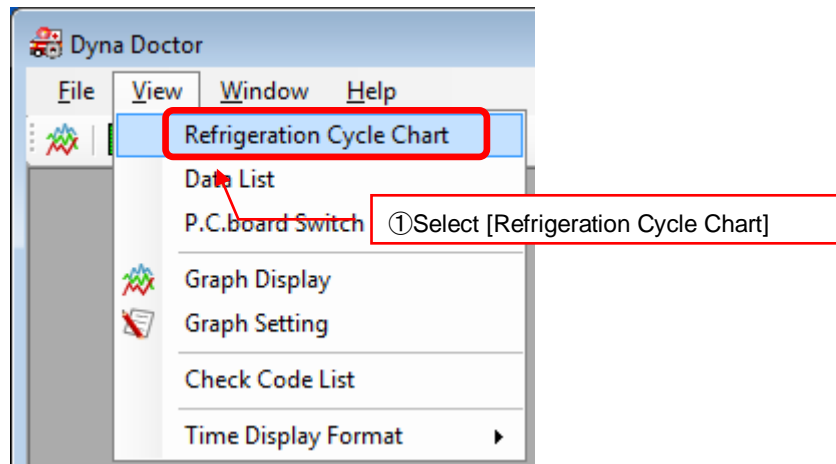 Dyna Doctor
File View Window Help
Refrigeration Cycle Chart
Data List
P.C.board Switch
①Select [Refrigeration Cycle Chart]
Graph Display
Graph Setting
Check Code List
Time Display Format